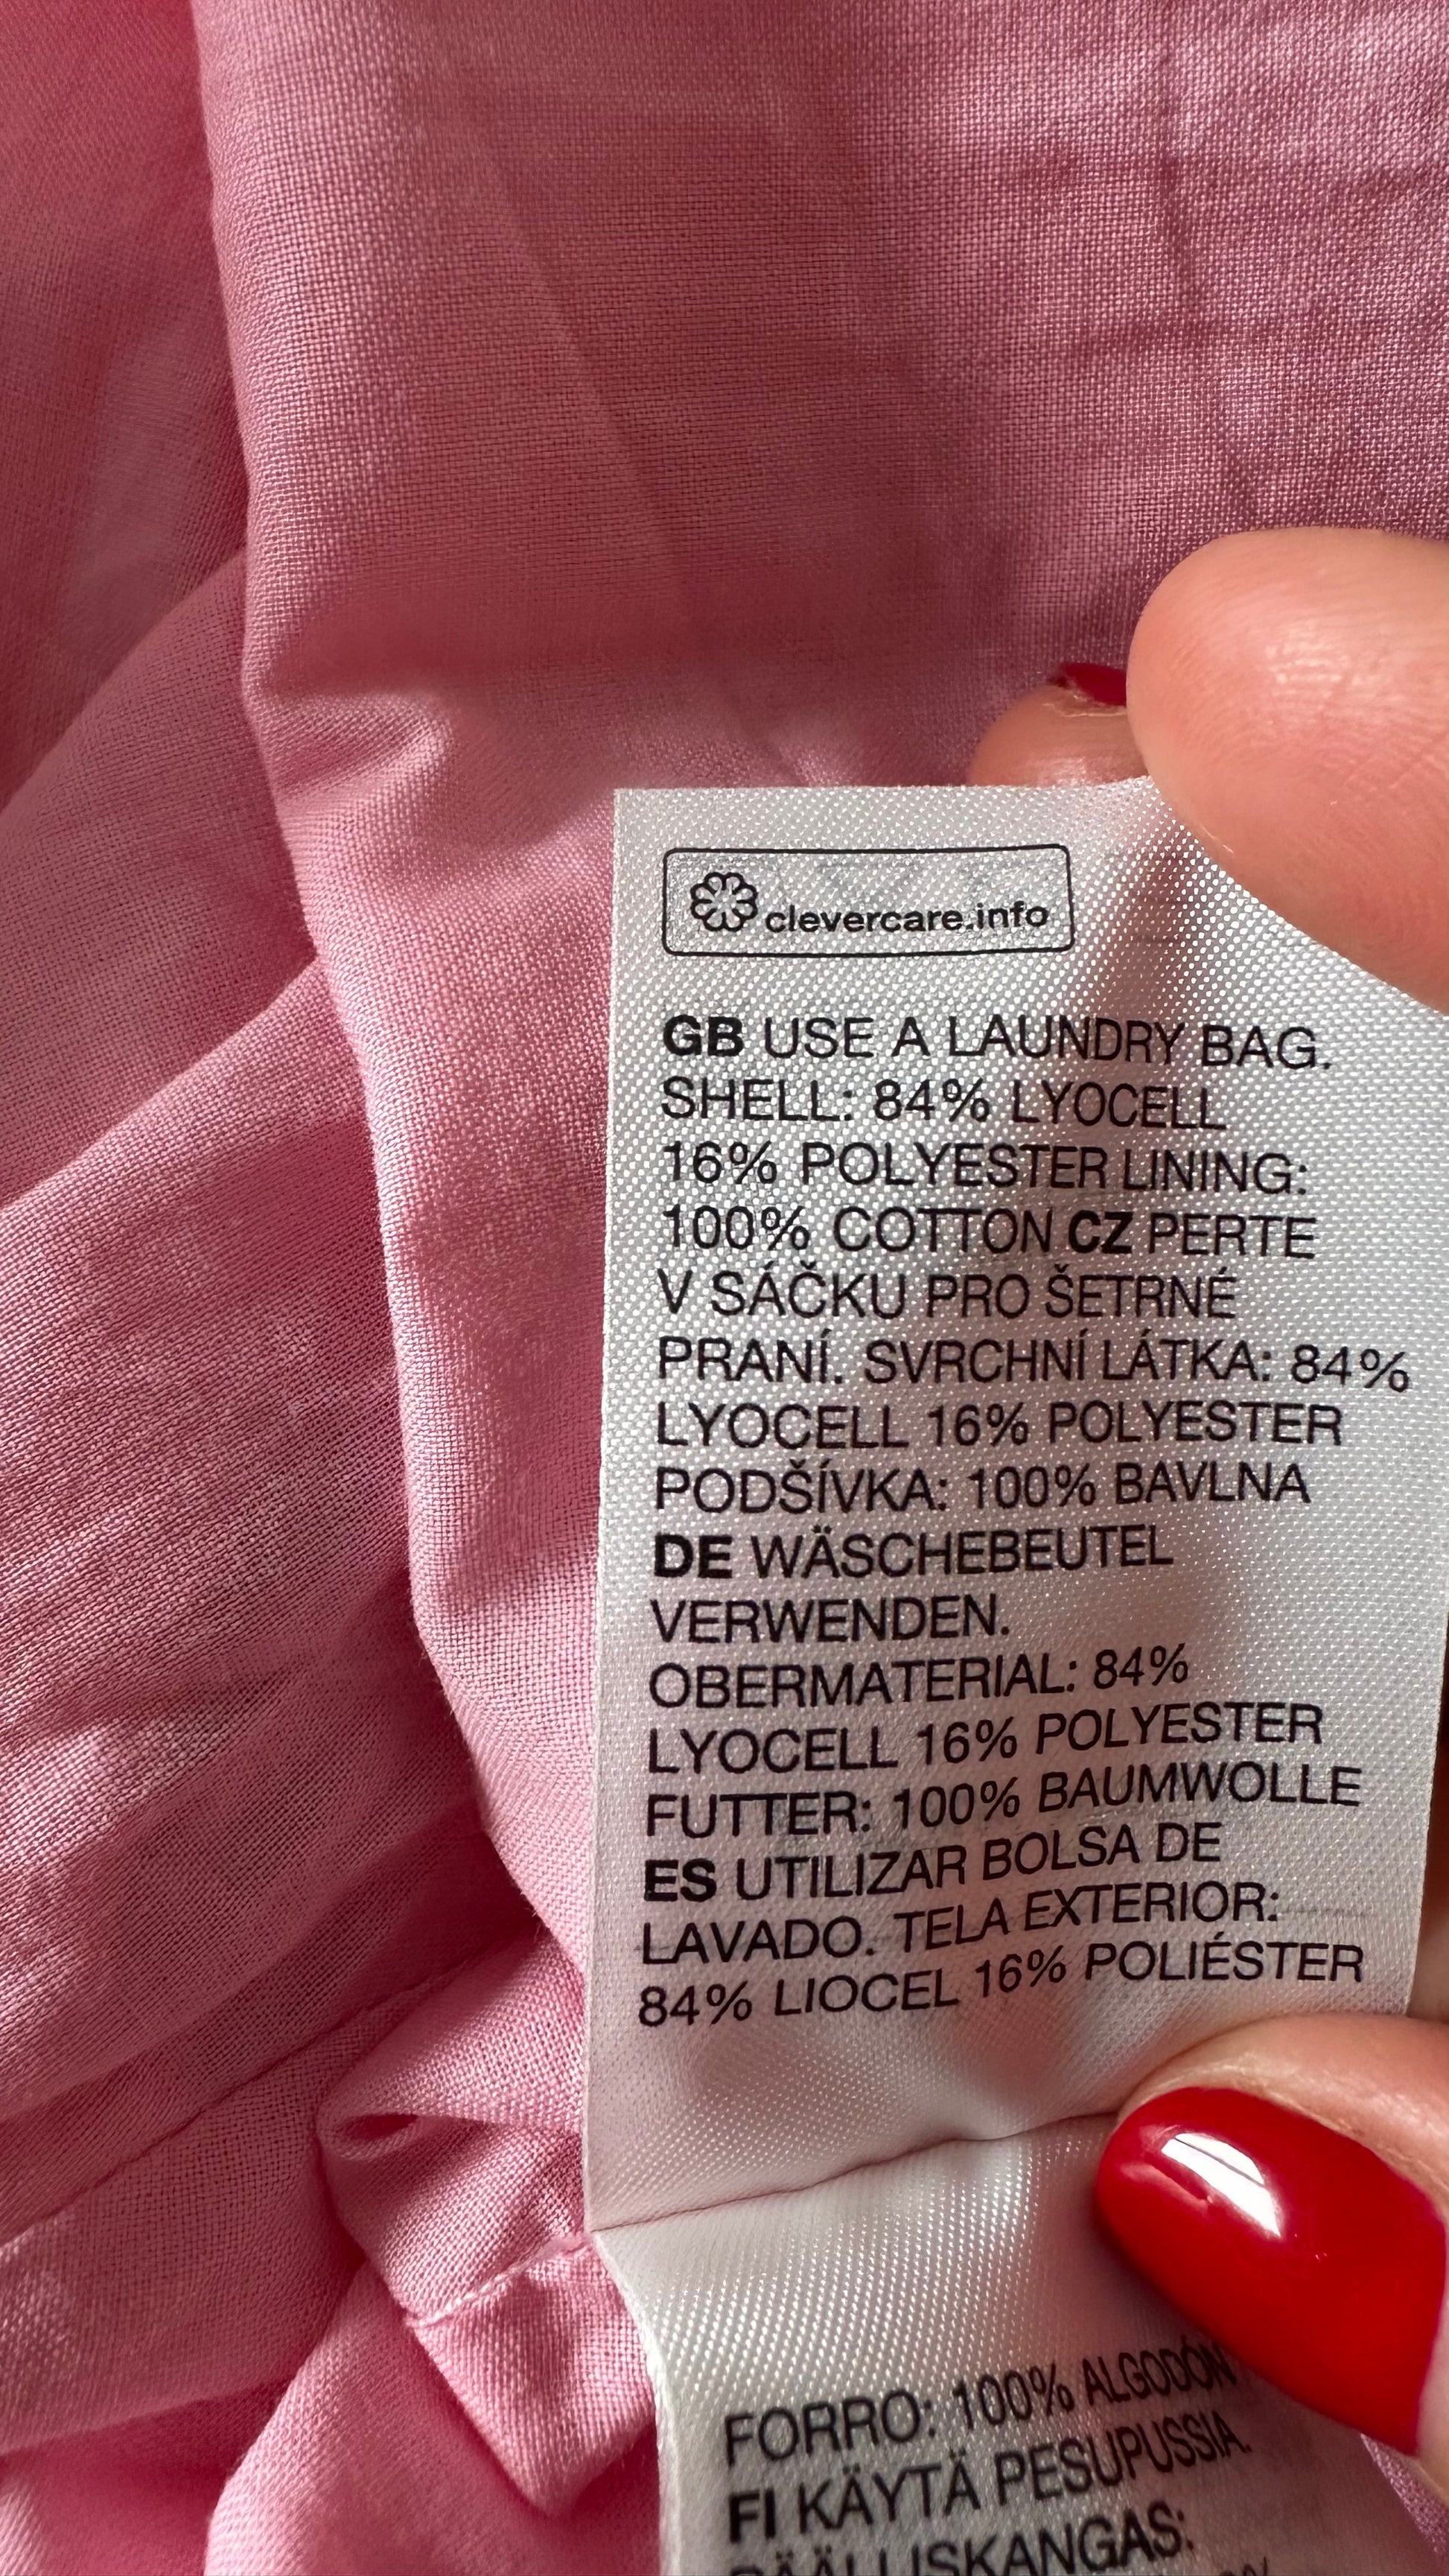 clevercare.info
GB USE A LAUNDRY BAG.
SHELL: 84% LYOCELL
16% POLYESTER LINING:
100% COTTON CZ PERTE
V SÁČKU PRO ŠETRNÉ
PRANÍ. SVRCHNÍ LÁTKA: 84%
LYOCELL 16% POLYESTER
PODŠÍVKA: 100% BAVLNA
DE WÄSCHEBEUTEL
VERWENDEN.
OBERMATERIAL: 84%
LYOCELL 16% POLYESTER
FUTTER: 100% BAUMWOLLE
ES UTILIZAR BOLSA DE
LAVADO. TELA EXTERIOR:
84% LIOCEL 16% POLIÉSTER
FORRO: 100% ALGODÓN
FI KÄYTÄ PESUPUSSIA.